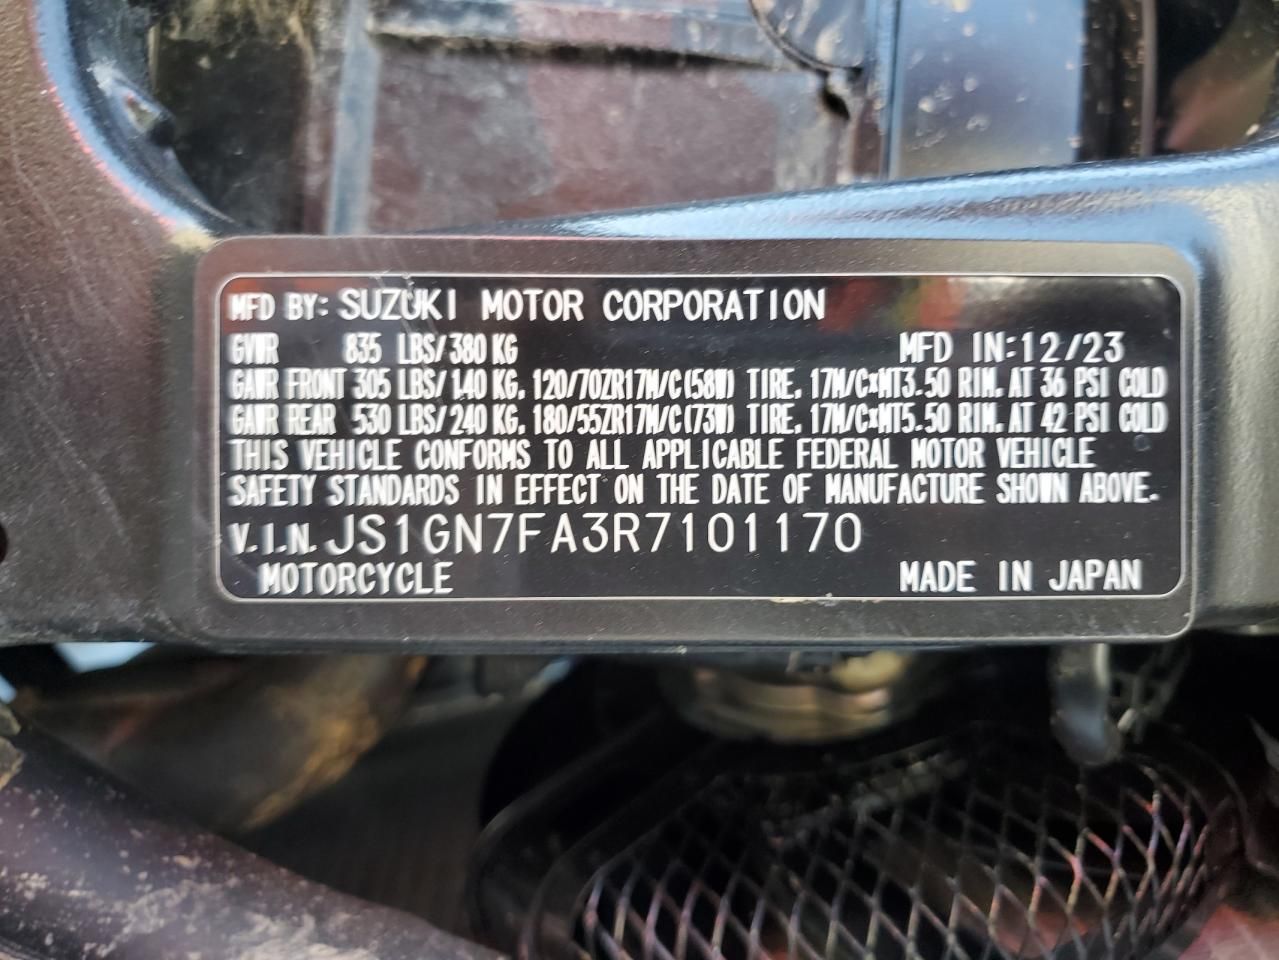 MFD BY: SUZUKI MOTOR CORPORATION
GVWR 835 LBS/380 KG MFD IN:12/23
GAWR FRONT 305 LBS/140 KG, 120/70ZR17M/C(58W) TIRE, 17M/C×MT3.50 RIM, AT 36 PSI COLD
GAWR REAR 530 LBS/240 KG, 180/55ZR17M/C(73W) TIRE, 17M/C×MT5.50 RIM, AT 42 PSI COLD
THIS VEHICLE CONFORMS TO ALL APPLICABLE FEDERAL MOTOR VEHICLE
SAFETY STANDARDS IN EFFECT ON THE DATE OF MANUFACTURE SHOWN ABOVE.
V.I.N. JS1GN7FA3R7101170
MOTORCYCLE MADE IN JAPAN